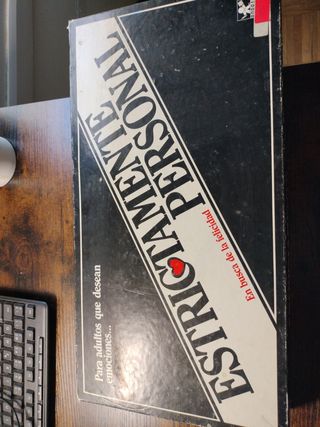 Para adultos que desean
emociones...
ESTRICTAMENTE
PERSONAL
En busca de la felicidad